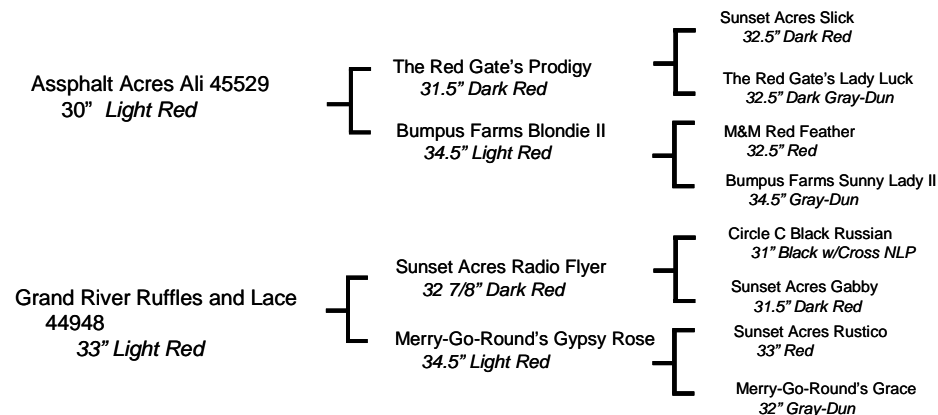 Assphalt Acres Ali 45529
30” Light Red
The Red Gate's Prodigy
31.5” Dark Red
Bumpus Farms Blondie II
34.5” Light Red
Sunset Acres Slick
32.5” Dark Red
The Red Gate's Lady Luck
32.5” Dark Gray-Dun
M&M Red Feather
32.5” Red
Bumpus Farms Sunny Lady II
34.5” Gray-Dun
Grand River Ruffles and Lace
44948
33” Light Red
Sunset Acres Radio Flyer
32 7/8” Dark Red
Merry-Go-Round's Gypsy Rose
34.5” Light Red
Circle C Black Russian
31” Black w/Cross NLP
Sunset Acres Gabby
31.5” Dark Red
Sunset Acres Rustico
33” Red
Merry-Go-Round's Grace
32” Gray-Dun